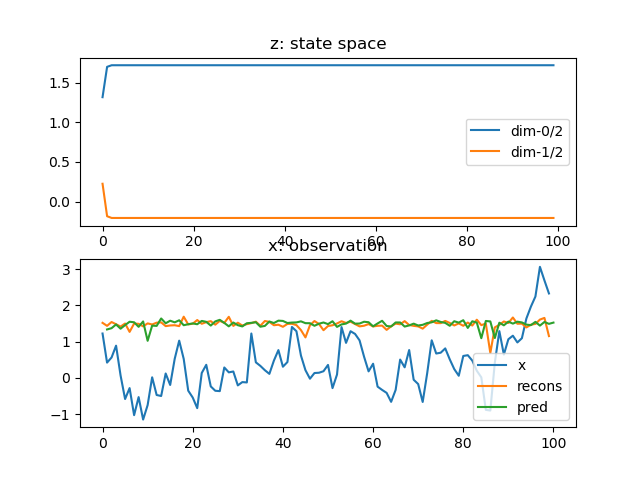 z: state space
1.5
1.0
0.5
0.0
dim-0/2
dim-1/2
0 20 40 60 80 100
x: observation
3
2
1
0
−1
x
recons
pred
0 20 40 60 80 100